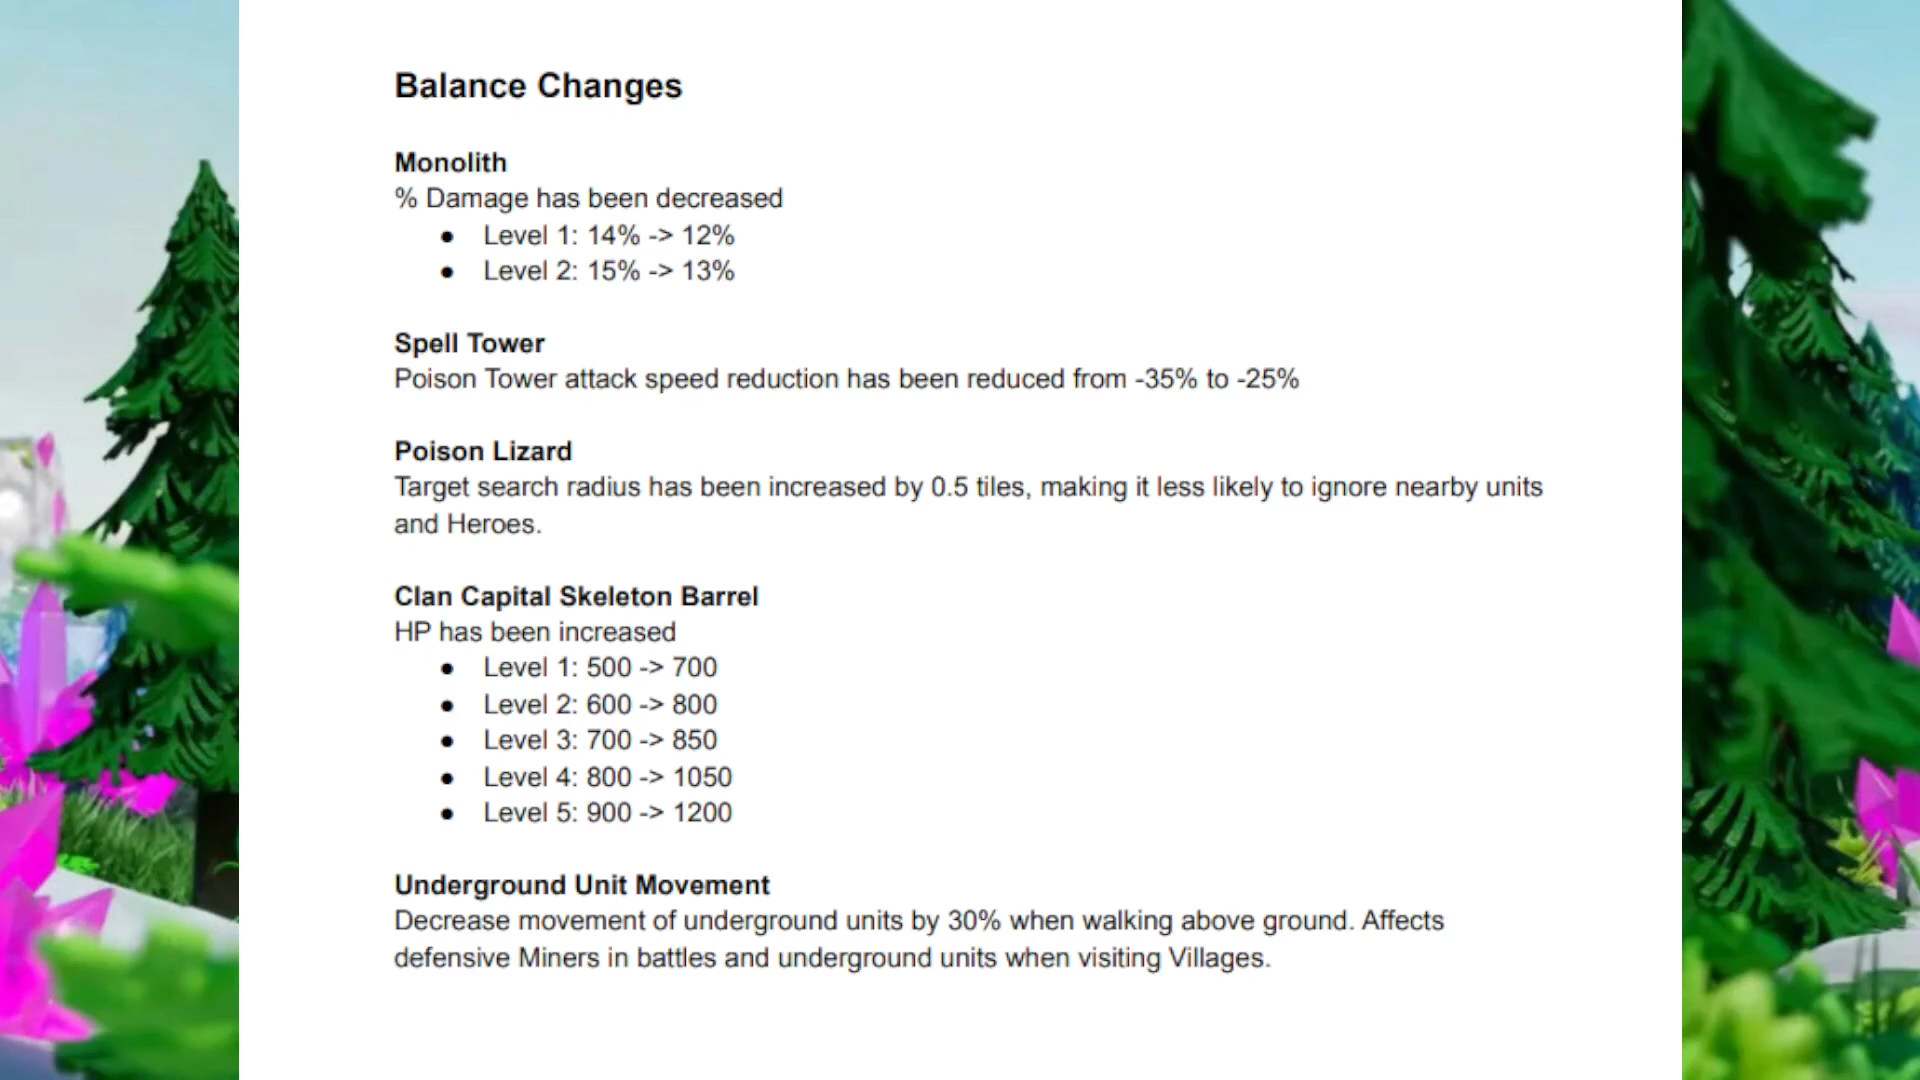 Balance Changes
Monolith
% Damage has been decreased
● Level 1: 14% -> 12%
● Level 2: 15% -> 13%
Spell Tower
Poison Tower attack speed reduction has been reduced from -35% to -25%
Poison Lizard
Target search radius has been increased by 0.5 tiles, making it less likely to ignore nearby units
and Heroes.
Clan Capital Skeleton Barrel
HP has been increased
● Level 1: 500 -> 700
● Level 2: 600 -> 800
● Level 3: 700 -> 850
● Level 4: 800 -> 1050
● Level 5: 900 -> 1200
Underground Unit Movement
Decrease movement of underground units by 30% when walking above ground. Affects
defensive Miners in battles and underground units when visiting Villages.